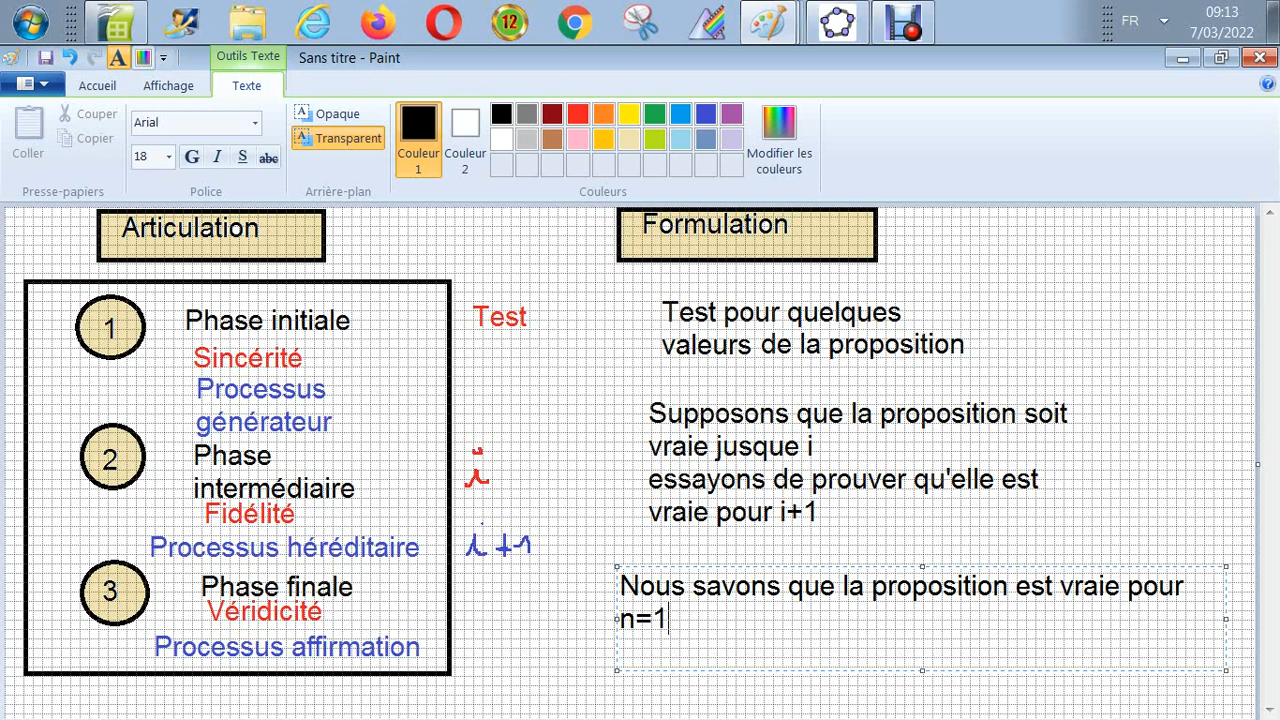 12
FR
09:13
7/03/2022
Outils Texte
Sans titre - Paint
Accueil
Affichage
Texte
Coller
Couper
Copier
Presse-papiers
Arial
18
G I S abc
Police
Opaque
Transparent
Arrière-plan
Couleur
1
Couleur
2
Modifier les
couleurs
Couleurs
Articulation
1
Phase initiale
Sincérité
Processus
générateur
2
Phase
intermédiaire
Fidélité
Processus héréditaire
3
Phase finale
Véridicité
Processus affirmation
Test
i
i+1
Formulation
Test pour quelques
valeurs de la proposition
Supposons que la proposition soit
vraie jusque i
essayons de prouver qu'elle est
vraie pour i+1
Nous savons que la proposition est vraie pour
n=1